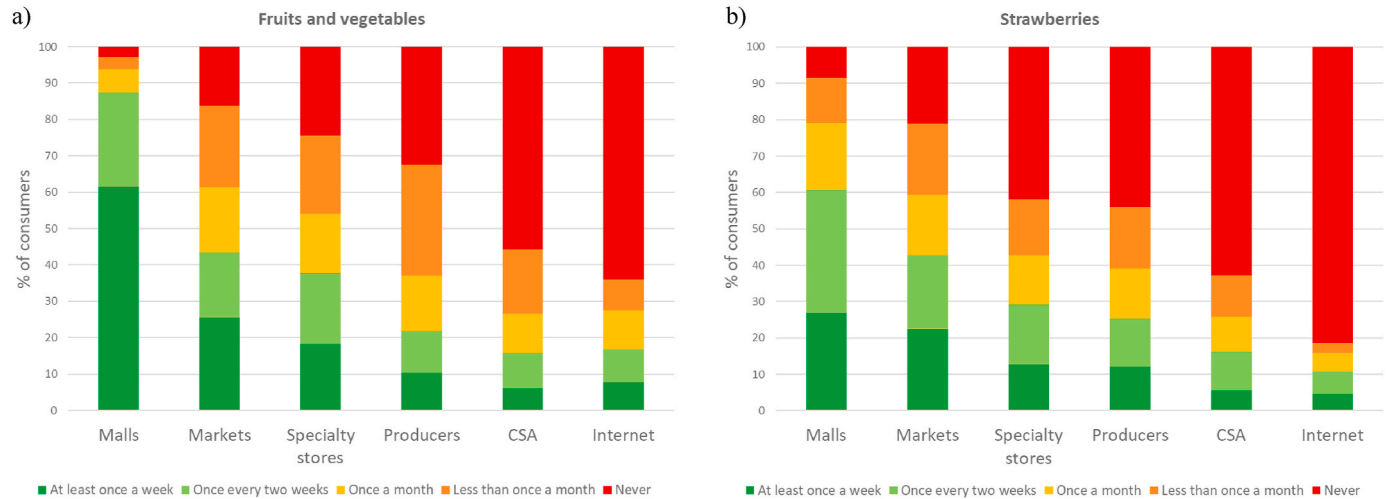 a)
Fruits and vegetables
% of consumers
100
90
80
70
60
50
40
30
20
10
0
Malls
Markets
Specialty
stores
Producers
CSA
Internet
At least once a week
Once every two weeks
Once a month
Less than once a month
Never
b)
Strawberries
% of consumers
100
90
80
70
60
50
40
30
20
10
0
Malls
Markets
Specialty
stores
Producers
CSA
Internet
At least once a week
Once every two weeks
Once a month
Less than once a month
Never